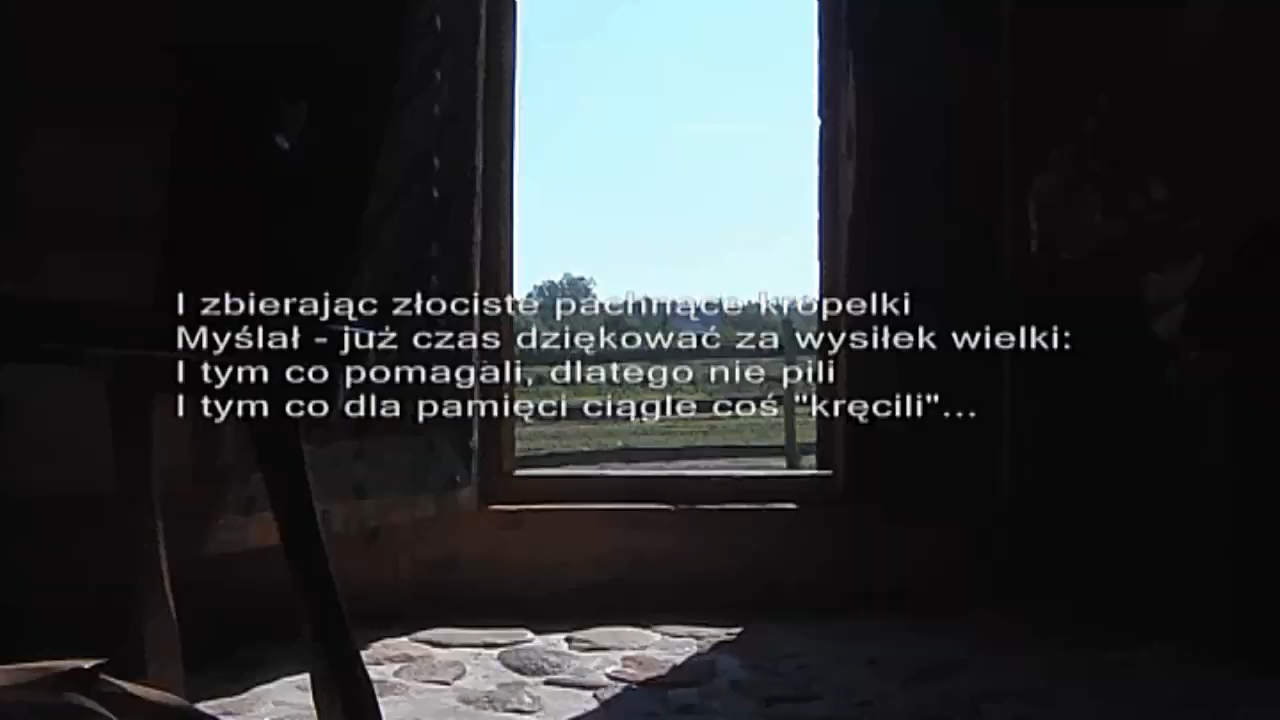 I zbierając złociste pachnące kropelki
Myślał - już czas dziękować za wysiłek wielki:
I tym co pomagali, dlatego nie pili
I tym co dla pamięci ciągle coś "kręcili"...